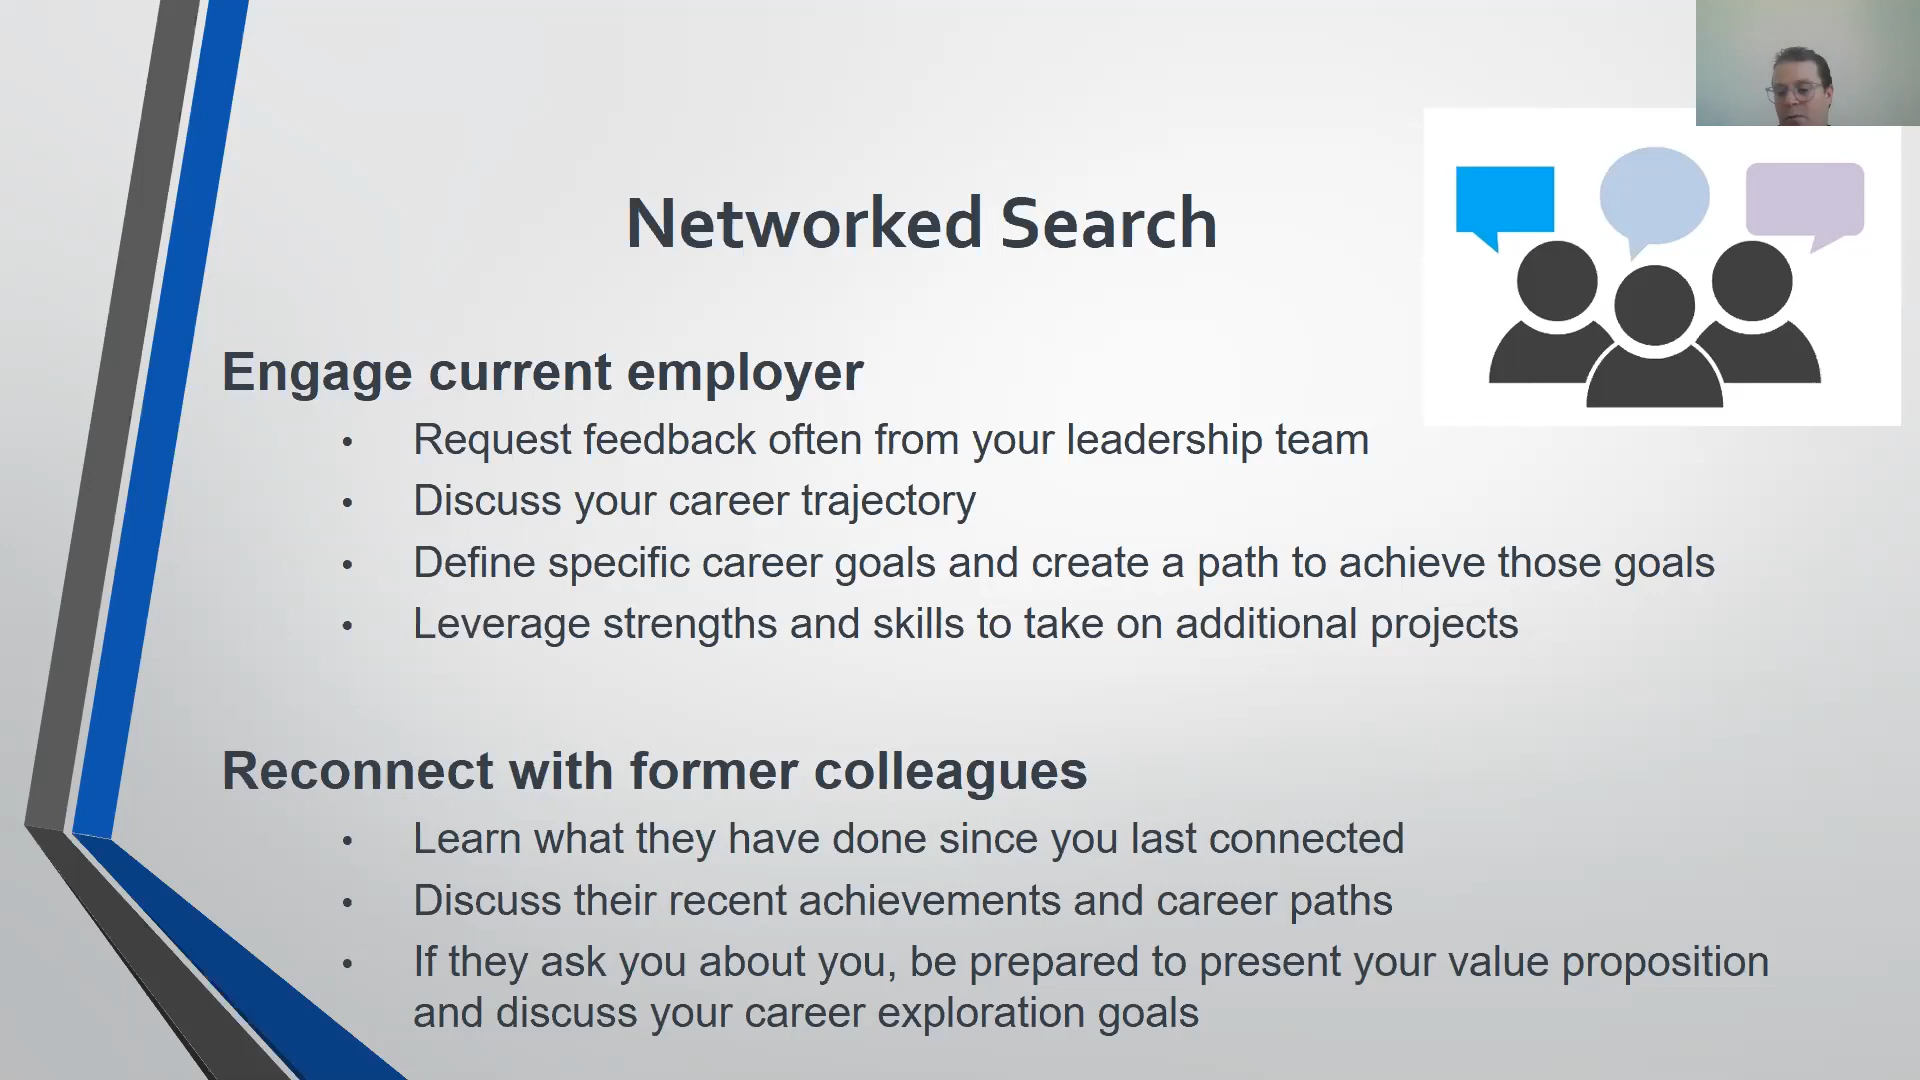 Networked Search
Engage current employer
• Request feedback often from your leadership team
• Discuss your career trajectory
• Define specific career goals and create a path to achieve those goals
• Leverage strengths and skills to take on additional projects
Reconnect with former colleagues
• Learn what they have done since you last connected
• Discuss their recent achievements and career paths
• If they ask you about you, be prepared to present your value proposition
and discuss your career exploration goals